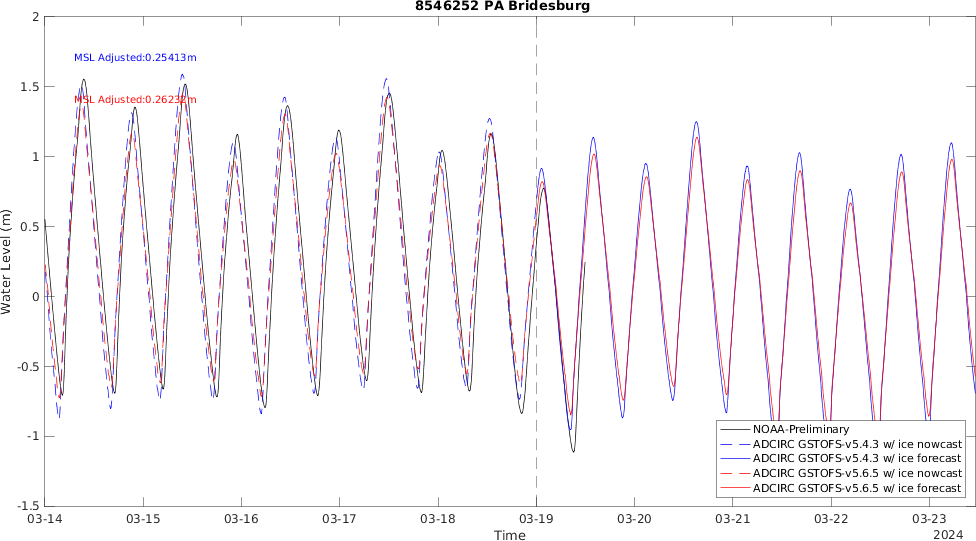 8546252 PA Bridesburg
MSL Adjusted:0.25413m
MSL Adjusted:0.26232m
Water Level (m)
2
1.5
1
0.5
0
-0.5
-1
-1.5
NOAA-Preliminary
ADCIRC GSTOFS-v5.4.3 w/ ice nowcast
ADCIRC GSTOFS-v5.4.3 w/ ice forecast
ADCIRC GSTOFS-v5.6.5 w/ ice nowcast
ADCIRC GSTOFS-v5.6.5 w/ ice forecast
03-14 03-15 03-16 03-17 03-18 03-19 03-20 03-21 03-22 03-23
Time
2024